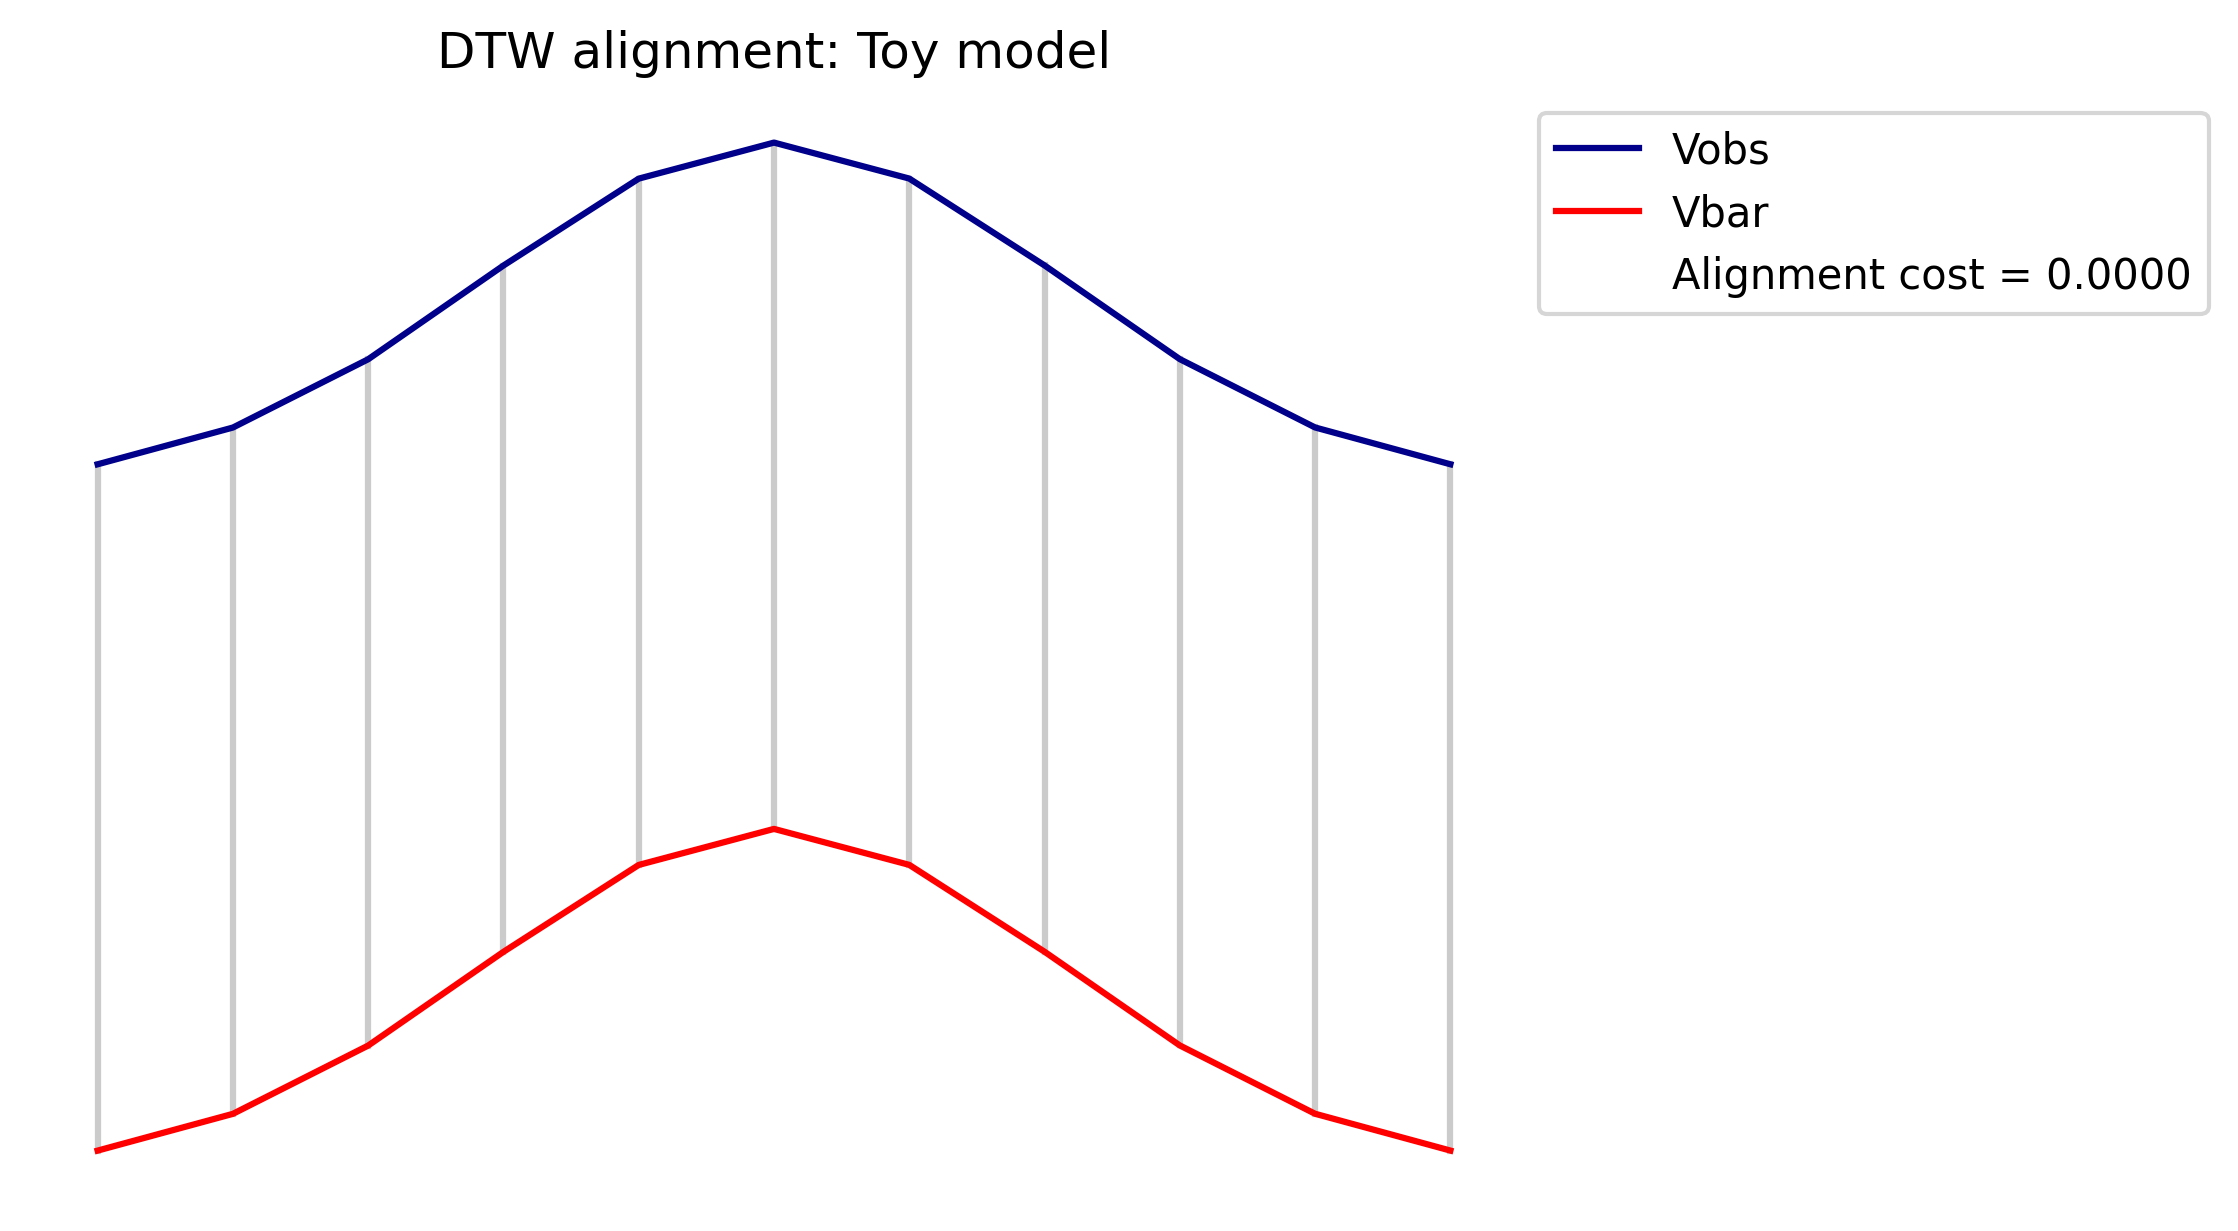 DTW alignment: Toy model
Vobs
Vbar
Alignment cost = 0.0000